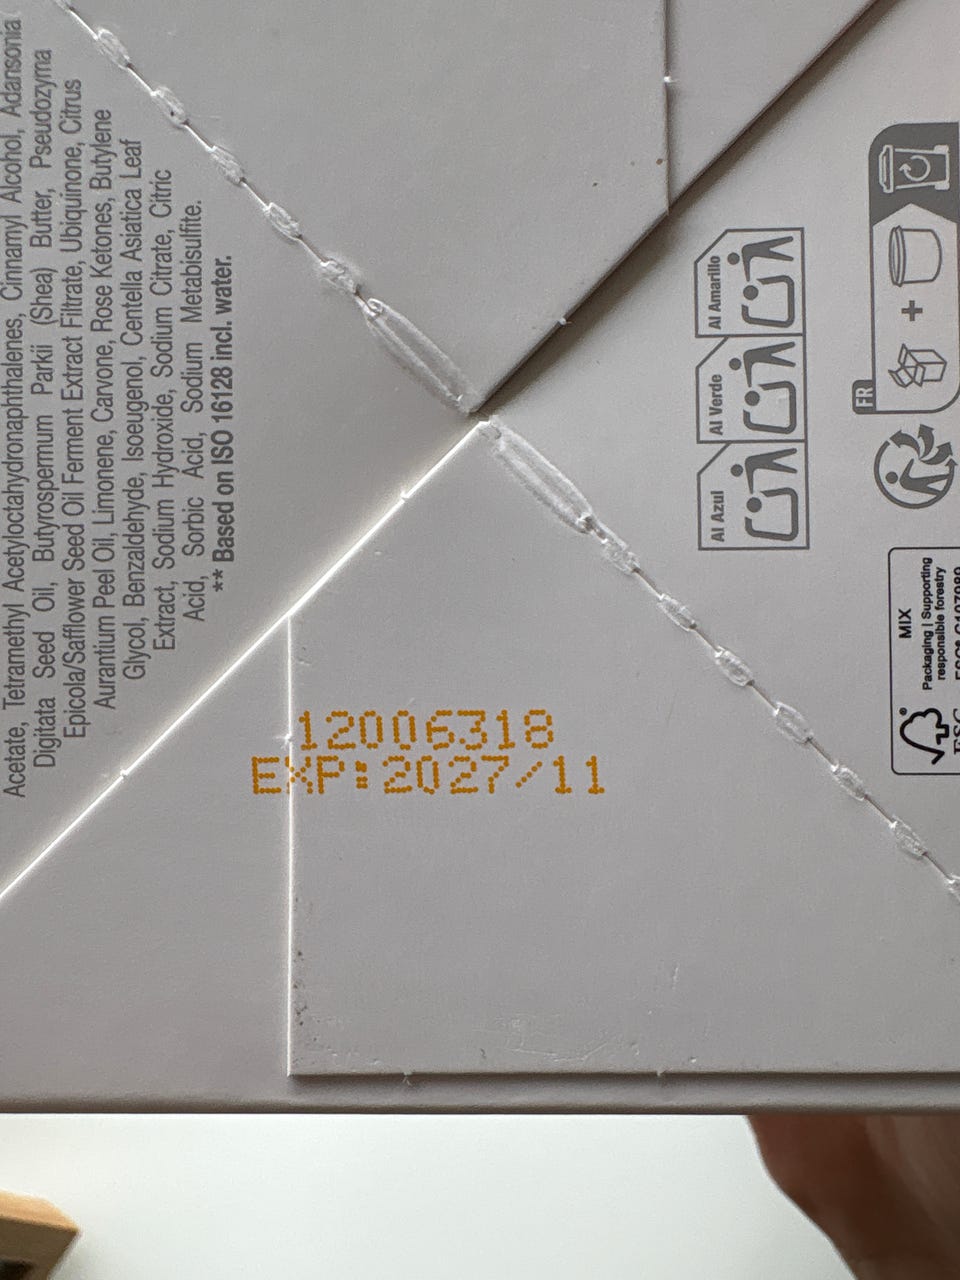 Acetate, Tetramethyl Acetyloctahydronaphthalenes, Cinnamyl Alcohol, Adansonia
Digitata Seed Oil, Butyrospermum Parkii (Shea) Butter, Pseudozyma
Epicola/Safflower Seed Oil Ferment Extract Filtrate, Ubiquinone, Citrus
Aurantium Peel Oil, Limonene, Carvone, Rose Ketones, Butylene
Glycol, Benzaldehyde, Isoeugenol, Centella Asiatica Leaf
Extract, Sodium Hydroxide, Sodium Citrate, Citric
Acid, Sorbic Acid, Sodium Metabisulfite.
** Based on ISO 16128 incl. water.
12006318
EXP:2027/11
Al Azul
Al Verde
Al Amarillo
FR
+
MIX
Packaging | Supporting
responsible forestry
FSC